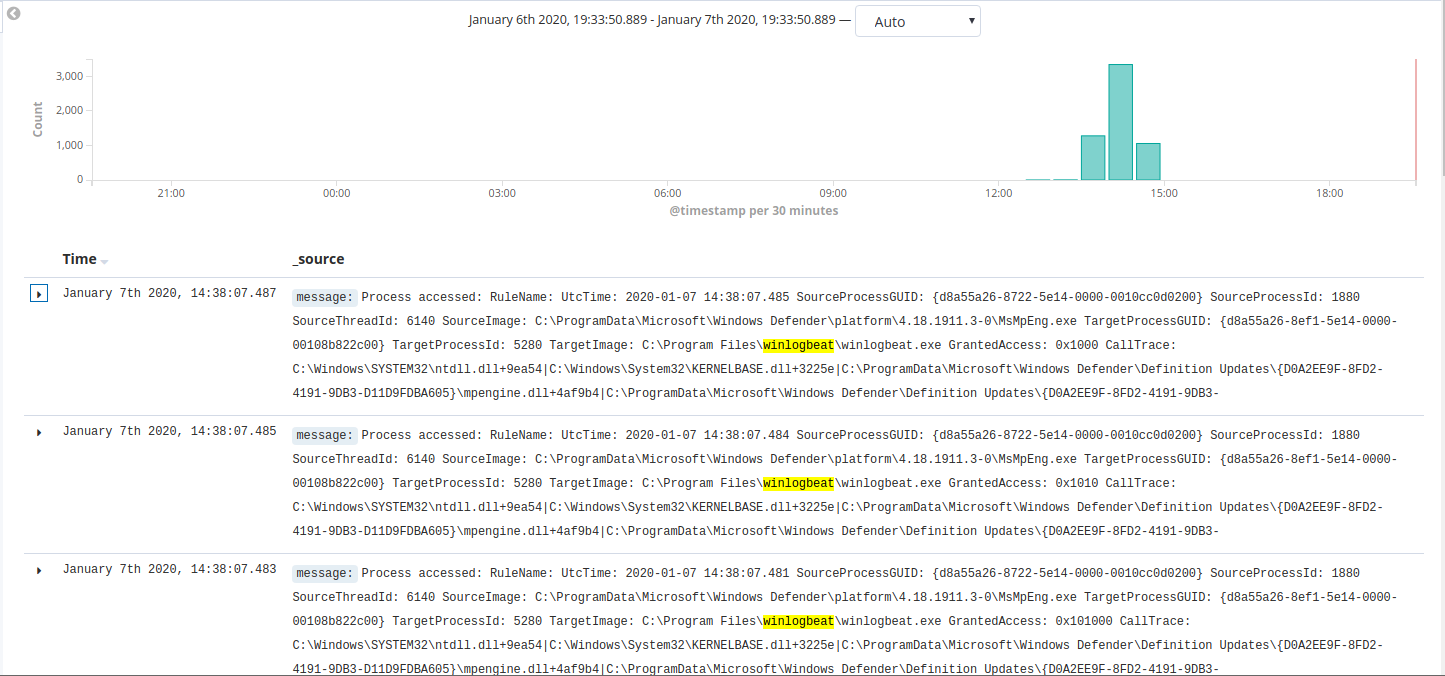 January 6th 2020, 19:33:50.889 - January 7th 2020, 19:33:50.889 — Auto
Count
3,000
2,000
1,000
0
21:00 00:00 03:00 06:00 09:00 12:00 15:00 18:00
@timestamp per 30 minutes
Time _source
January 7th 2020, 14:38:07.487 message: Process accessed: RuleName: UtcTime: 2020-01-07 14:38:07.485 SourceProcessGUID: {d8a55a26-8722-5e14-0000-0010cc0d0200} SourceProcessId: 1880
SourceThreadId: 6140 SourceImage: C:\ProgramData\Microsoft\Windows Defender\platform\4.18.1911.3-0\MsMpEng.exe TargetProcessGUID: {d8a55a26-8ef1-5e14-0000-
00108b822c00} TargetProcessId: 5280 TargetImage: C:\Program Files\winlogbeat\winlogbeat.exe GrantedAccess: 0x1000 CallTrace:
C:\Windows\SYSTEM32\ntdll.dll+9ea54|C:\Windows\System32\KERNELBASE.dll+3225e|C:\ProgramData\Microsoft\Windows Defender\Definition Updates\{D0A2EE9F-8FD2-
4191-9DB3-D11D9FDBA605}\mpengine.dll+4af9b4|C:\ProgramData\Microsoft\Windows Defender\Definition Updates\{D0A2EE9F-8FD2-4191-9DB3-
January 7th 2020, 14:38:07.485 message: Process accessed: RuleName: UtcTime: 2020-01-07 14:38:07.484 SourceProcessGUID: {d8a55a26-8722-5e14-0000-0010cc0d0200} SourceProcessId: 1880
SourceThreadId: 6140 SourceImage: C:\ProgramData\Microsoft\Windows Defender\platform\4.18.1911.3-0\MsMpEng.exe TargetProcessGUID: {d8a55a26-8ef1-5e14-0000-
00108b822c00} TargetProcessId: 5280 TargetImage: C:\Program Files\winlogbeat\winlogbeat.exe GrantedAccess: 0x1010 CallTrace:
C:\Windows\SYSTEM32\ntdll.dll+9ea54|C:\Windows\System32\KERNELBASE.dll+3225e|C:\ProgramData\Microsoft\Windows Defender\Definition Updates\{D0A2EE9F-8FD2-
4191-9DB3-D11D9FDBA605}\mpengine.dll+4af9b4|C:\ProgramData\Microsoft\Windows Defender\Definition Updates\{D0A2EE9F-8FD2-4191-9DB3-
January 7th 2020, 14:38:07.483 message: Process accessed: RuleName: UtcTime: 2020-01-07 14:38:07.481 SourceProcessGUID: {d8a55a26-8722-5e14-0000-0010cc0d0200} SourceProcessId: 1880
SourceThreadId: 6140 SourceImage: C:\ProgramData\Microsoft\Windows Defender\platform\4.18.1911.3-0\MsMpEng.exe TargetProcessGUID: {d8a55a26-8ef1-5e14-0000-
00108b822c00} TargetProcessId: 5280 TargetImage: C:\Program Files\winlogbeat\winlogbeat.exe GrantedAccess: 0x101000 CallTrace:
C:\Windows\SYSTEM32\ntdll.dll+9ea54|C:\Windows\System32\KERNELBASE.dll+3225e|C:\ProgramData\Microsoft\Windows Defender\Definition Updates\{D0A2EE9F-8FD2-
4191-9DB3-D11D9FDBA605}\mpengine.dll+4af9b4|C:\ProgramData\Microsoft\Windows Defender\Definition Updates\{D0A2EE9F-8FD2-4191-9DB3-